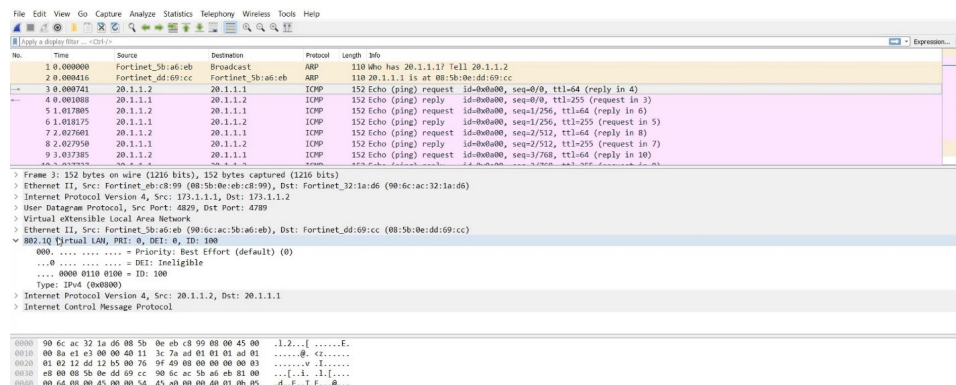 File Edit View Go Capture Analyze Statistics Telephony Wireless Tools Help
Apply a display filter ... <Ctrl-/> Expression...
No. Time Source Destination Protocol Length Info
1 0.000000 Fortinet_5b:a6:eb Broadcast ARP 110 Who has 20.1.1.1? Tell 20.1.1.2
2 0.000416 Fortinet_dd:69:cc Fortinet_5b:a6:eb ARP 110 20.1.1.1 is at 08:5b:0e:dd:69:cc
3 0.000741 20.1.1.2 20.1.1.1 ICMP 152 Echo (ping) request id=0x0a00, seq=0/0, ttl=64 (reply in 4)
4 0.001088 20.1.1.1 20.1.1.2 ICMP 152 Echo (ping) reply id=0x0a00, seq=0/0, ttl=255 (request in 3)
5 1.017805 20.1.1.2 20.1.1.1 ICMP 152 Echo (ping) request id=0x0a00, seq=1/256, ttl=64 (reply in 6)
6 1.018175 20.1.1.1 20.1.1.2 ICMP 152 Echo (ping) reply id=0x0a00, seq=1/256, ttl=255 (request in 5)
7 2.027601 20.1.1.2 20.1.1.1 ICMP 152 Echo (ping) request id=0x0a00, seq=2/512, ttl=64 (reply in 8)
8 2.027950 20.1.1.1 20.1.1.2 ICMP 152 Echo (ping) reply id=0x0a00, seq=2/512, ttl=255 (request in 7)
9 3.037385 20.1.1.2 20.1.1.1 ICMP 152 Echo (ping) request id=0x0a00, seq=3/768, ttl=64 (reply in 10)
> Frame 3: 152 bytes on wire (1216 bits), 152 bytes captured (1216 bits)
> Ethernet II, Src: Fortinet_eb:c8:99 (08:5b:0e:eb:c8:99), Dst: Fortinet_32:1a:d6 (90:6c:ac:32:1a:d6)
> Internet Protocol Version 4, Src: 173.1.1.1, Dst: 173.1.1.2
> User Datagram Protocol, Src Port: 4829, Dst Port: 4789
> Virtual eXtensible Local Area Network
> Ethernet II, Src: Fortinet_5b:a6:eb (90:6c:ac:5b:a6:eb), Dst: Fortinet_dd:69:cc (08:5b:0e:dd:69:cc)
802.1Q Virtual LAN, PRI: 0, DEI: 0, ID: 100
000. .... .... .... = Priority: Best Effort (default) (0)
...0 .... .... .... = DEI: Ineligible
.... 0000 0110 0100 = ID: 100
Type: IPv4 (0x0800)
> Internet Protocol Version 4, Src: 20.1.1.2, Dst: 20.1.1.1
> Internet Control Message Protocol
0000 90 6c ac 32 1a d6 08 5b 0e eb c8 99 08 00 45 00 .l.2...[ ......E.
0010 00 8a e1 e3 00 00 40 11 3c 7a ad 01 01 01 ad 01 ......@. <z......
0020 01 02 12 dd 12 b5 00 76 9f 49 08 00 00 00 00 03 .......v .I......
0030 e8 00 08 5b 0e dd 69 cc 90 6c ac 5b a6 eb 81 00 ...[..i. .l.[....
0040 00 64 08 00 45 00 00 54 45 a0 00 00 40 01 0b 05 .d..E..T E...@...